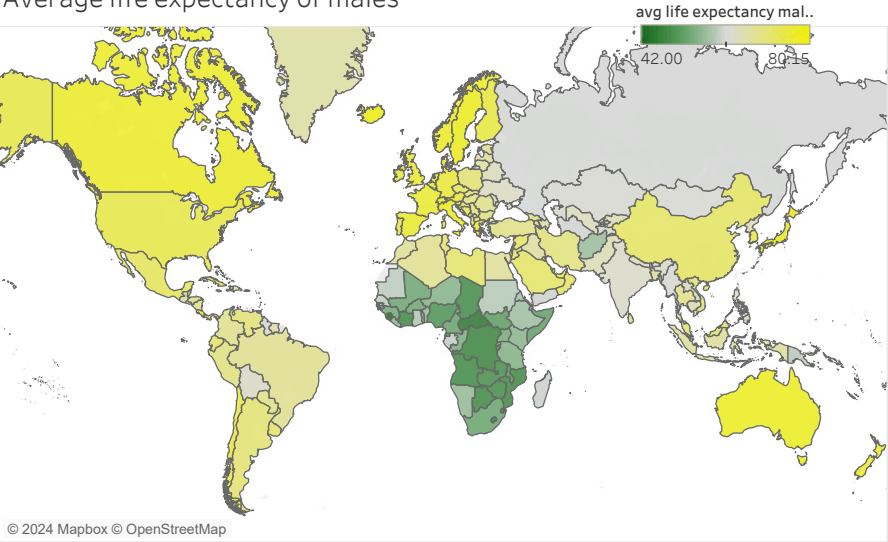 Average life expectancy of males
avg life expectancy mal..
42.00 80.15
© 2024 Mapbox © OpenStreetMap